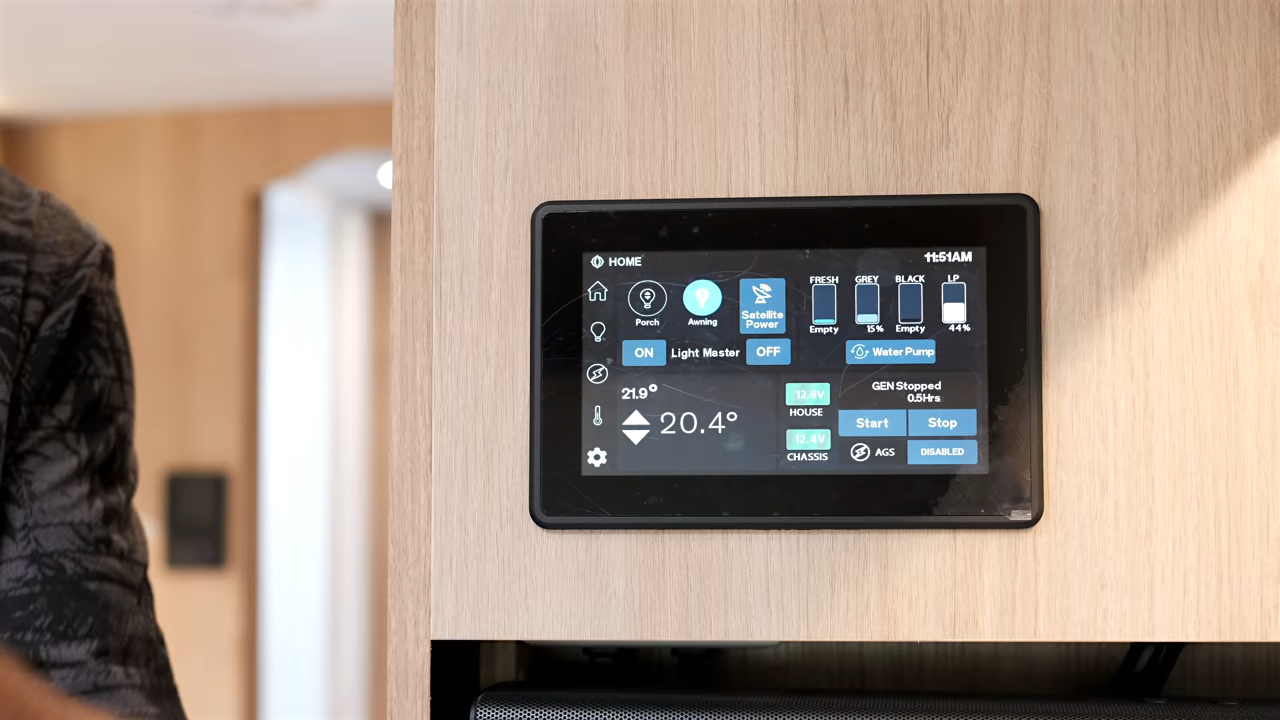 HOME
11:51AM
Porch
Awning
Satellite
Power
FRESH
GREY
BLACK
LP
Empty
15%
Empty
44%
ON
Light Master
OFF
Water Pump
21.9°
20.4°
12.8V
HOUSE
12.4V
CHASSIS
GEN Stopped
0.5Hrs
Start
Stop
AGS
DISABLED